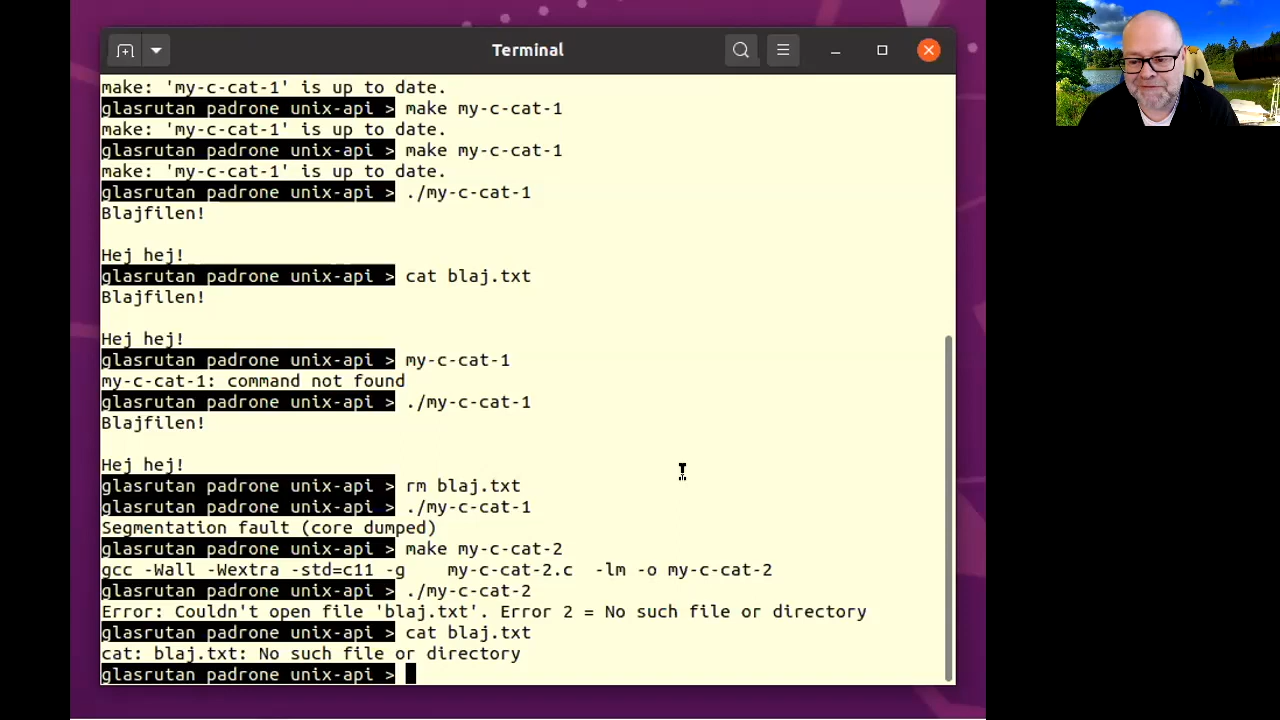 Terminal
make: 'my-c-cat-1' is up to date.
glasrutan padrone unix-api > make my-c-cat-1
make: 'my-c-cat-1' is up to date.
glasrutan padrone unix-api > make my-c-cat-1
make: 'my-c-cat-1' is up to date.
glasrutan padrone unix-api > ./my-c-cat-1
Blajfilen!
Hej hej!
glasrutan padrone unix-api > cat blaj.txt
Blajfilen!
Hej hej!
glasrutan padrone unix-api > my-c-cat-1
my-c-cat-1: command not found
glasrutan padrone unix-api > ./my-c-cat-1
Blajfilen!
Hej hej!
glasrutan padrone unix-api > rm blaj.txt
glasrutan padrone unix-api > ./my-c-cat-1
Segmentation fault (core dumped)
glasrutan padrone unix-api > make my-c-cat-2
gcc -Wall -Wextra -std=c11 -g    my-c-cat-2.c  -lm -o my-c-cat-2
glasrutan padrone unix-api > ./my-c-cat-2
Error: Couldn't open file 'blaj.txt'. Error 2 = No such file or directory
glasrutan padrone unix-api > cat blaj.txt
cat: blaj.txt: No such file or directory
glasrutan padrone unix-api >